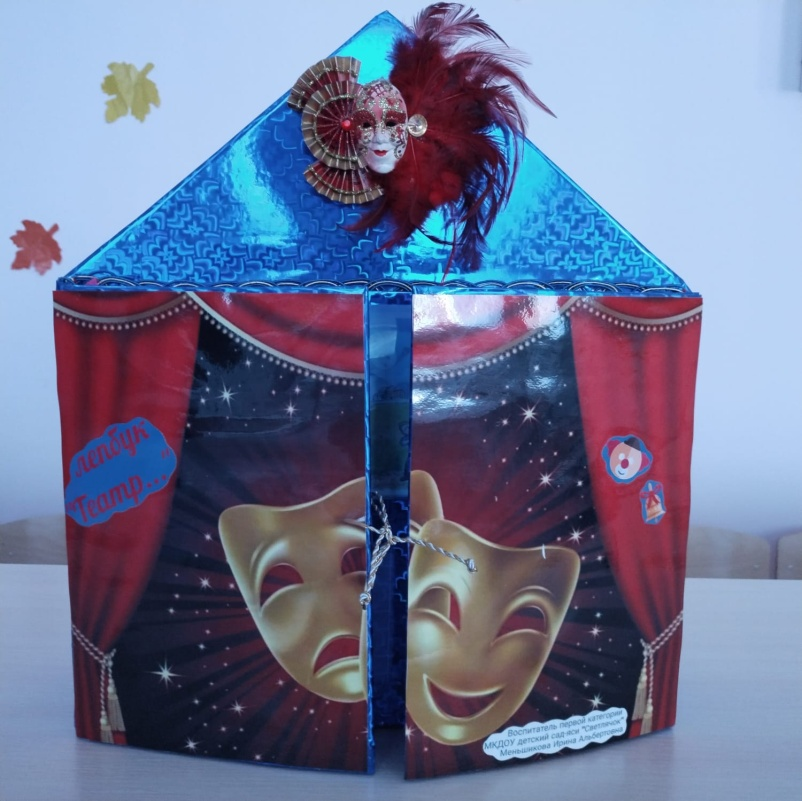 лепбук
"Театр..."
Воспитатель первой категории
МКДОУ детский сад-ясли "Светлячок"
Меньшикова Ирина Альбертовна